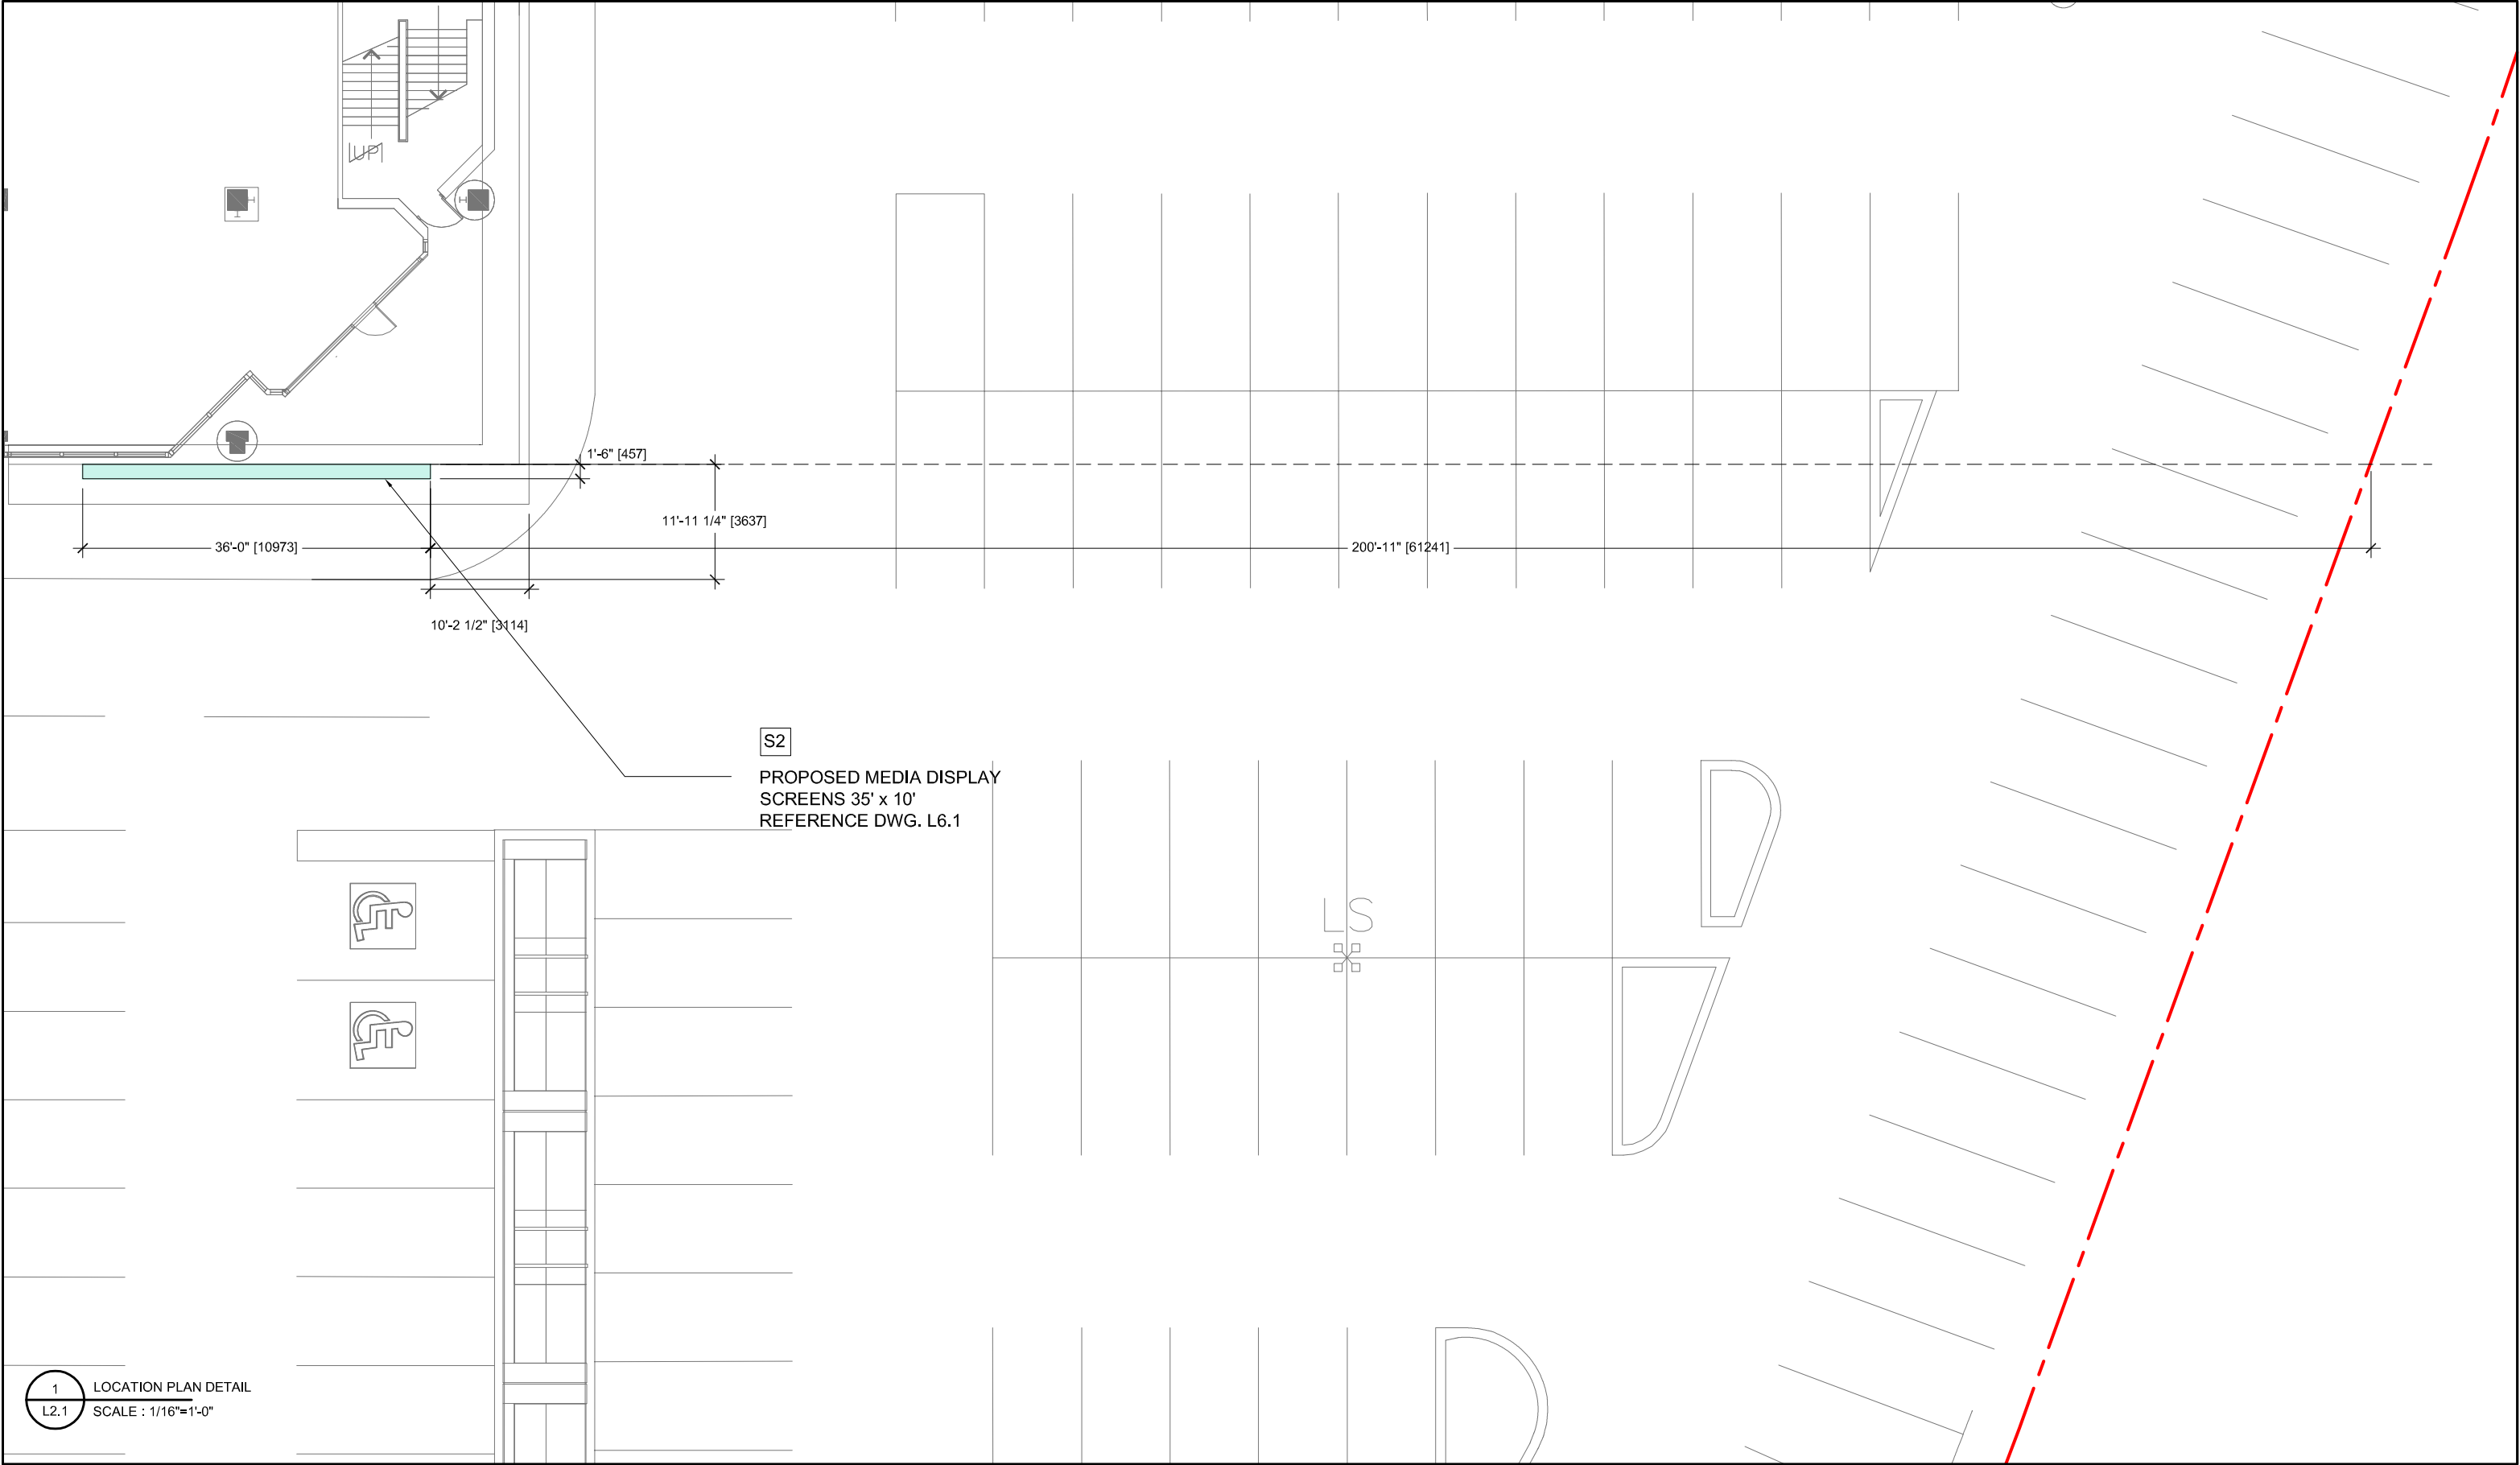 UP
1'-6" [457]
11'-11 1/4" [3637]
36'-0" [10973]
200'-11" [61241]
10'-2 1/2" [3114]
S2
PROPOSED MEDIA DISPLAY
SCREENS 35' x 10'
REFERENCE DWG. L6.1
LS
1
L2.1
LOCATION PLAN DETAIL
SCALE : 1/16"=1'-0"